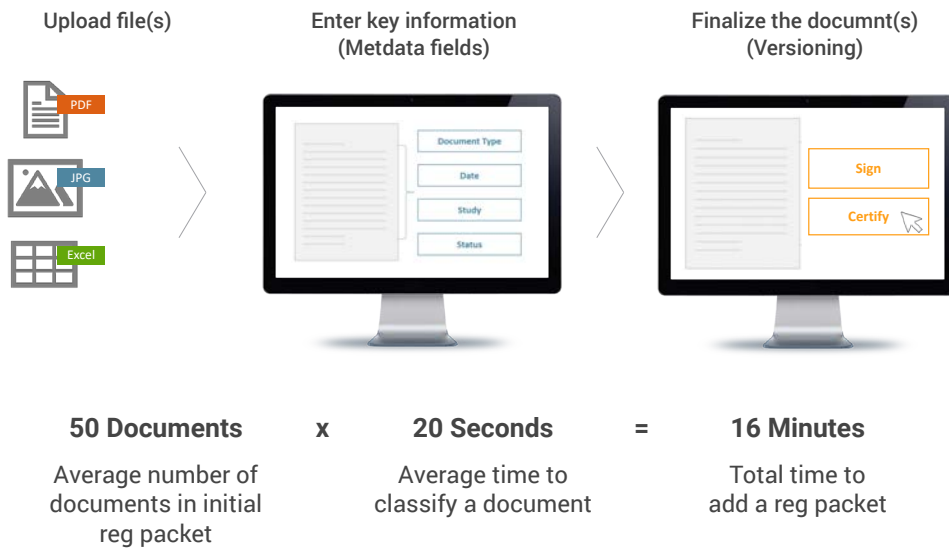 Upload file(s)
Enter key information
(Metdata fields)
Finalize the documnt(s)
(Versioning)
PDF
JPG
Excel
Document Type
Date
Study
Status
Sign
Certify
50 Documents x 20 Seconds = 16 Minutes
Average number of
documents in initial
reg packet
Average time to
classify a document
Total time to
add a reg packet